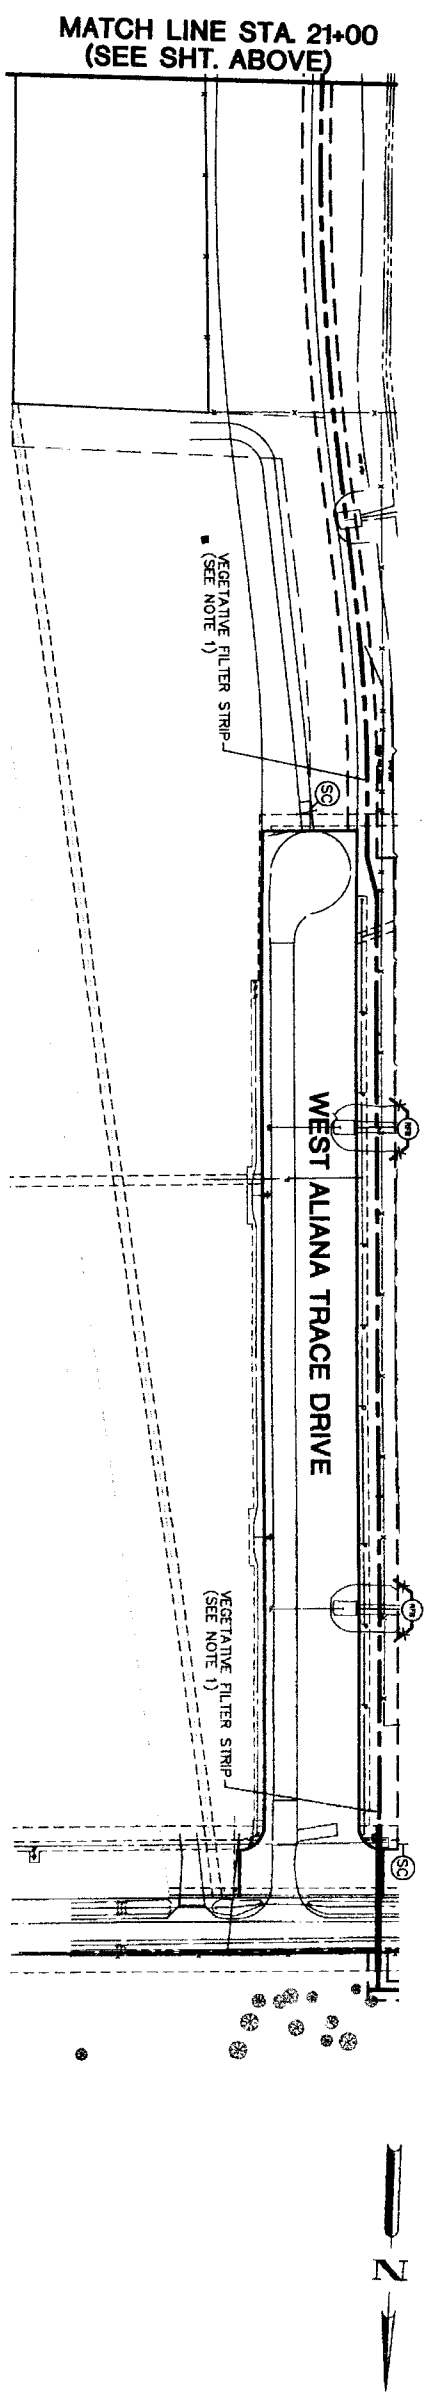 MATCH LINE STA. 21+00
(SEE SHT. ABOVE)
VEGETATIVE FILTER STRIP
(SEE NOTE 1)
SC
WEST ALIANA TRACE DRIVE
VEGETATIVE FILTER STRIP
(SEE NOTE 1)
SC
N